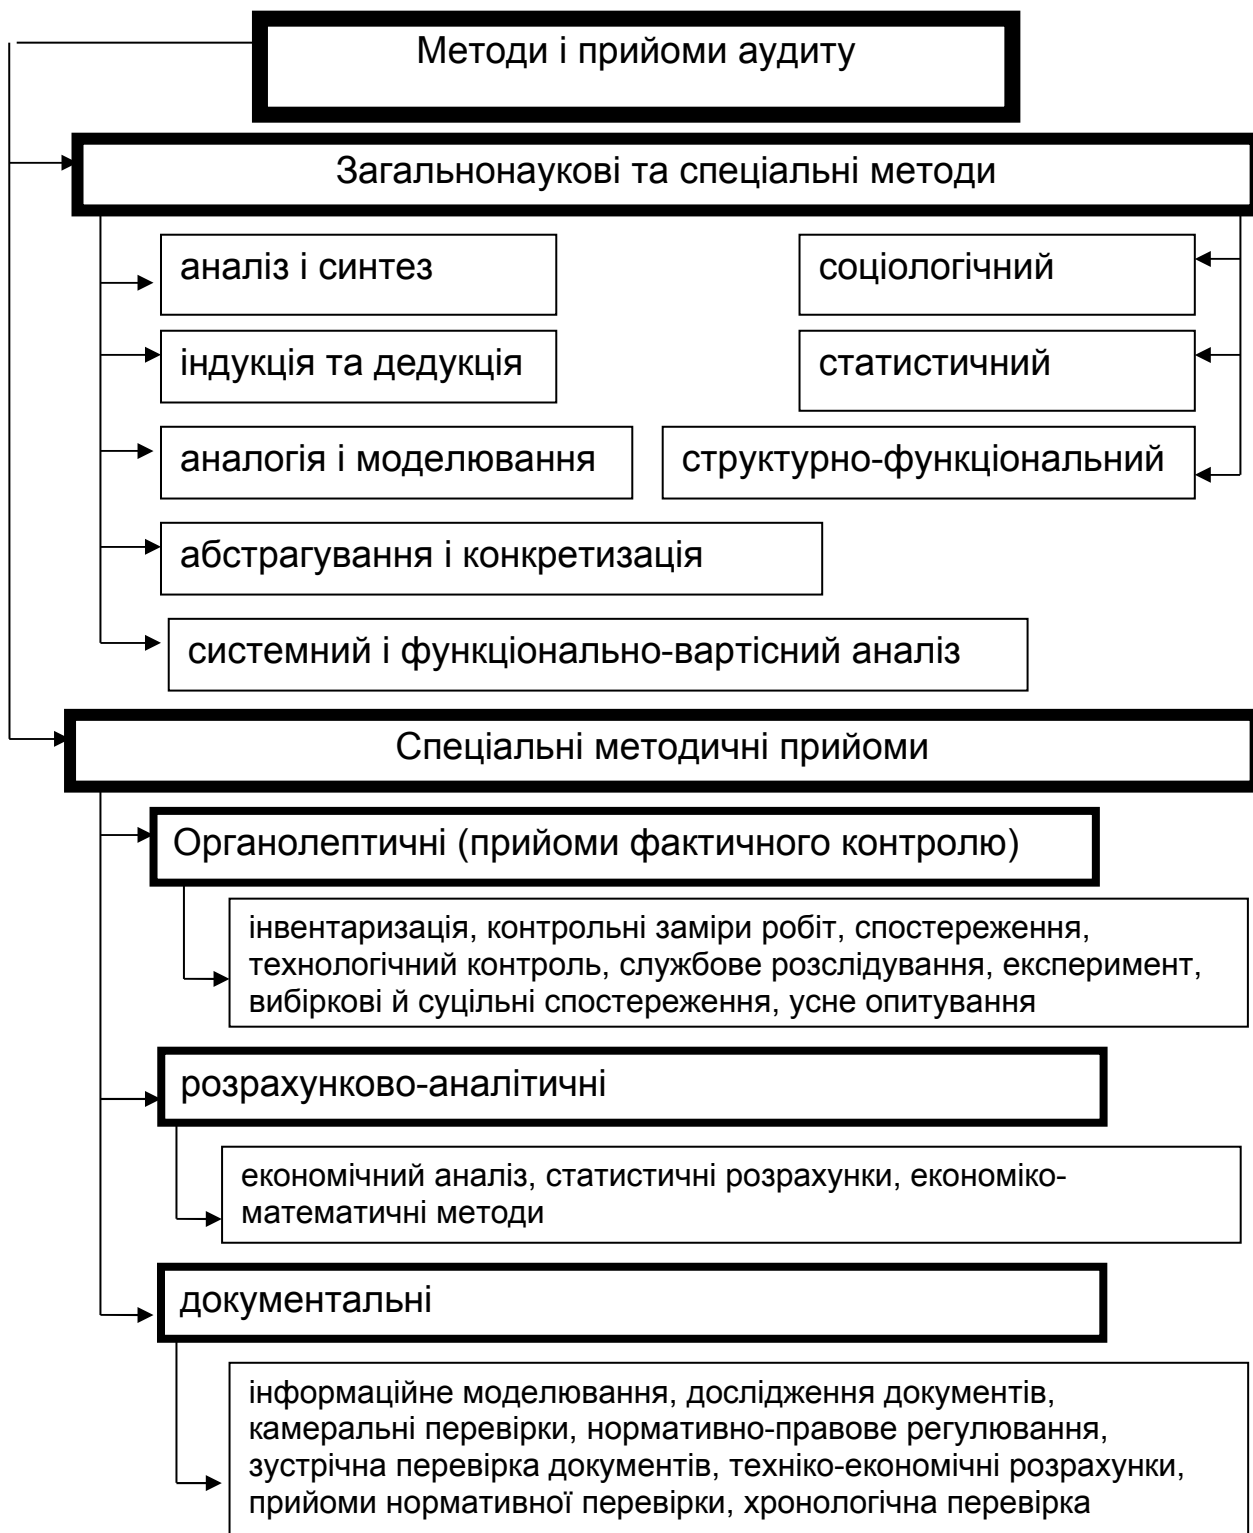 Методи і прийоми аудиту
Загальнонаукові та спеціальні методи
аналіз і синтез
соціологічний
індукція та дедукція
статистичний
аналогія і моделювання
структурно-функціональний
абстрагування і конкретизація
системний і функціонально-вартісний аналіз
Спеціальні методичні прийоми
Органолептичні (прийоми фактичного контролю)
інвентаризація, контрольні заміри робіт, спостереження,
технологічний контроль, службове розслідування, експеримент,
вибіркові й суцільні спостереження, усне опитування
розрахунково-аналітичні
економічний аналіз, статистичні розрахунки, економіко-
математичні методи
документальні
інформаційне моделювання, дослідження документів,
камеральні перевірки, нормативно-правове регулювання,
зустрічна перевірка документів, техніко-економічні розрахунки,
прийоми нормативної перевірки, хронологічна перевірка